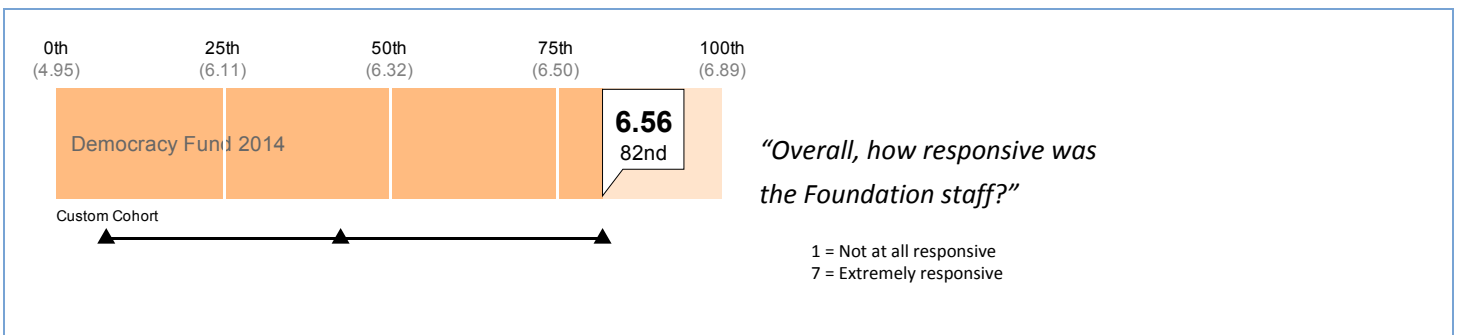 0th 25th 50th 75th 100th
(4.95) (6.11) (6.32) (6.50) (6.89)
6.56
Democracy Fund 2014
82nd
“Overall, how responsive was
the Foundation staff?”
Custom Cohort
1 = Not at all responsive
7 = Extremely responsive